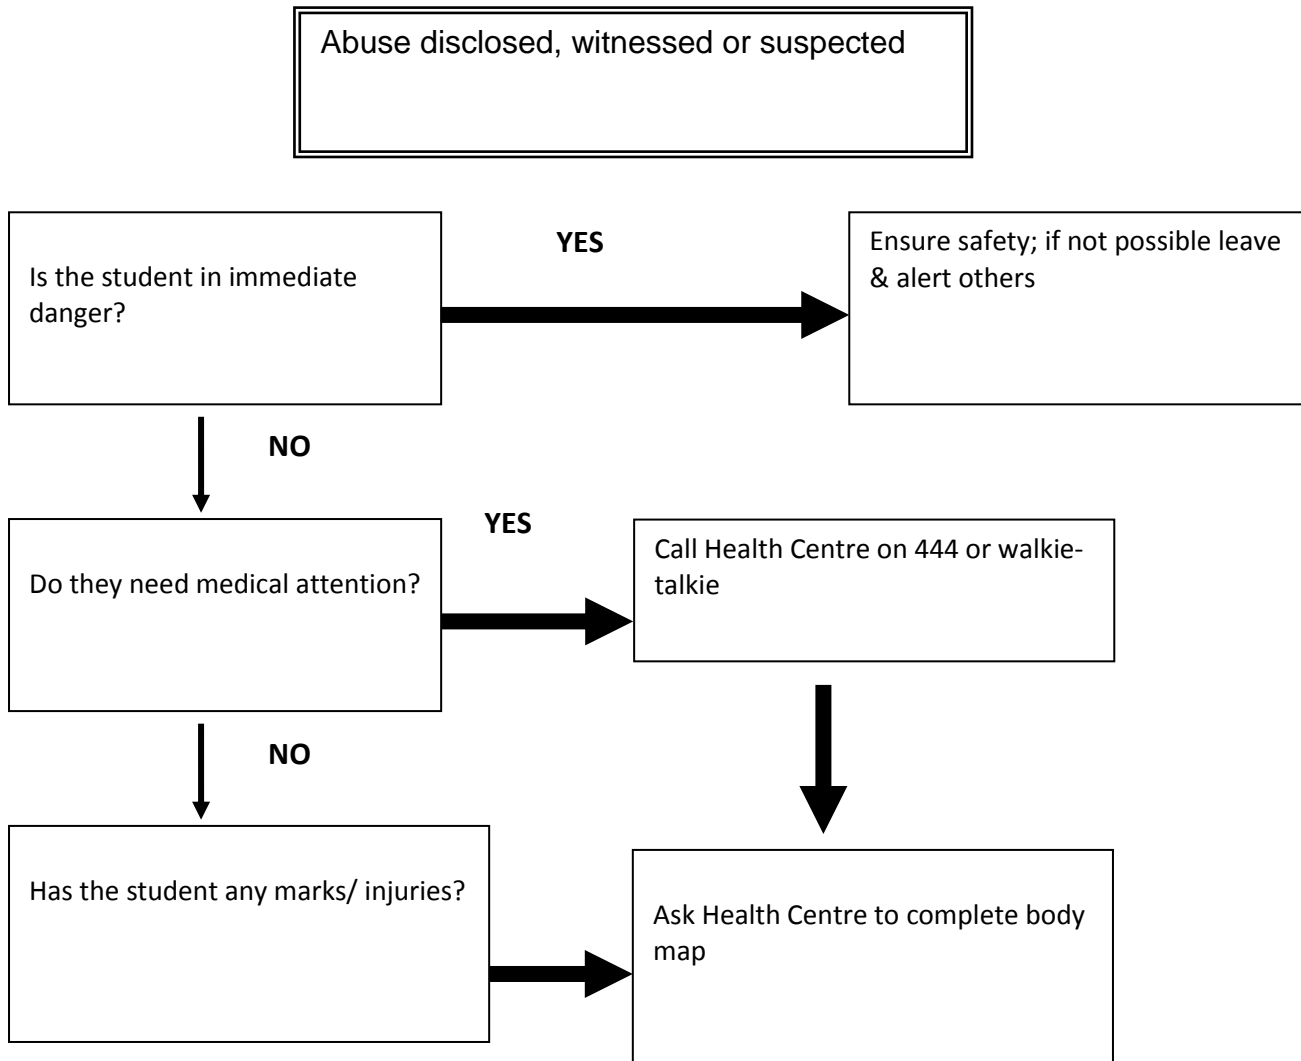 Abuse disclosed, witnessed or suspected
Is the student in immediate
danger?
YES
Ensure safety; if not possible leave
& alert others
NO
Do they need medical attention?
YES
Call Health Centre on 444 or walkie-
talkie
NO
Has the student any marks/ injuries?
Ask Health Centre to complete body
map